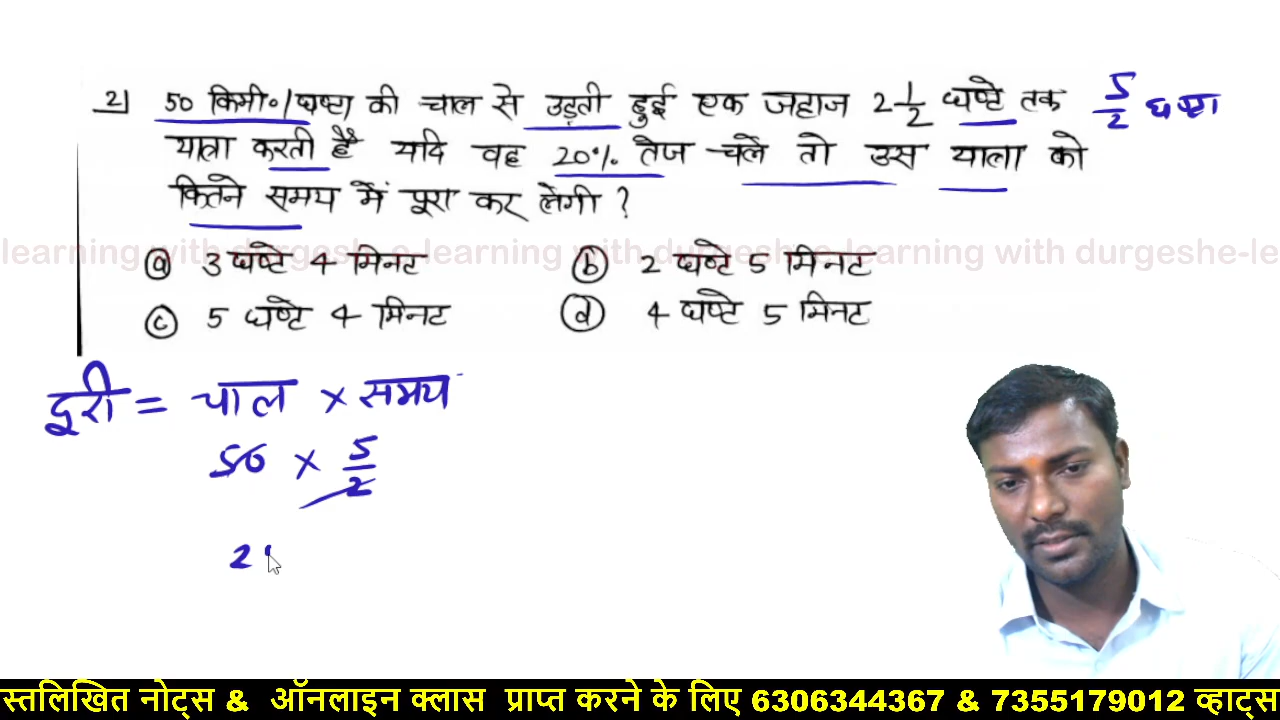 2) 50 किमी०/घण्टा की चाल से उड़ती हुई एक जहाज 2 1/2 घण्टे तक 5/2 घण्टा
यात्रा करती है यदि वह 20% तेज चले तो उस यात्रा को
कितने समय में पूरा कर लेगी ?
learning with durgeshe-e-learning with durgeshe-le
(a) 3 घण्टे 4 मिनट (b) 2 घण्टे 5 मिनट
(c) 5 घण्टे 4 मिनट (d) 4 घण्टे 5 मिनट
दूरी = चाल × समय
50 × 5/2
2
स्तलिखित नोट्स & ऑनलाइन क्लास प्राप्त करने के लिए 6306344367 & 7355179012 व्हाट्स